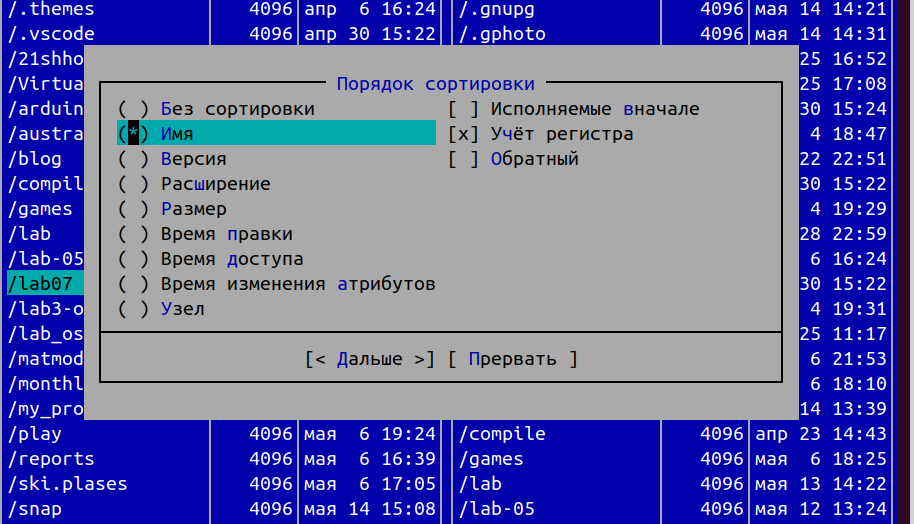 /.themes 4096 апр 6 16:24 /.gnupg 4096 мая 14 14:21
/.vscode 4096 апр 30 15:22 /.gphoto 4096 мая 14 14:31
/21shho 25 16:52
Порядок сортировки
/Virtua 25 17:08
/arduin ( ) Без сортировки [ ] Исполняемые вначале 30 15:24
/austra (*) Имя [x] Учёт регистра 4 18:47
/blog ( ) Версия [ ] Обратный 22 22:51
/compil ( ) Расширение 30 15:22
/games ( ) Размер 4 19:29
/lab ( ) Время правки 28 22:59
/lab-05 ( ) Время доступа 6 16:24
/lab07 ( ) Время изменения атрибутов 30 15:22
/lab3-o ( ) Узел 4 19:31
/lab_os 25 11:17
/matmod [< Дальше >] [ Прервать ] 6 21:53
/monthl 6 18:10
/my_pro 14 13:39
/play 4096 мая 6 19:24 /compile 4096 апр 23 14:43
/reports 4096 мая 6 16:39 /games 4096 мая 6 18:25
/ski.plases 4096 мая 6 17:05 /lab 4096 мая 13 14:22
/snap 4096 мая 14 15:08 /lab-05 4096 мая 12 13:24